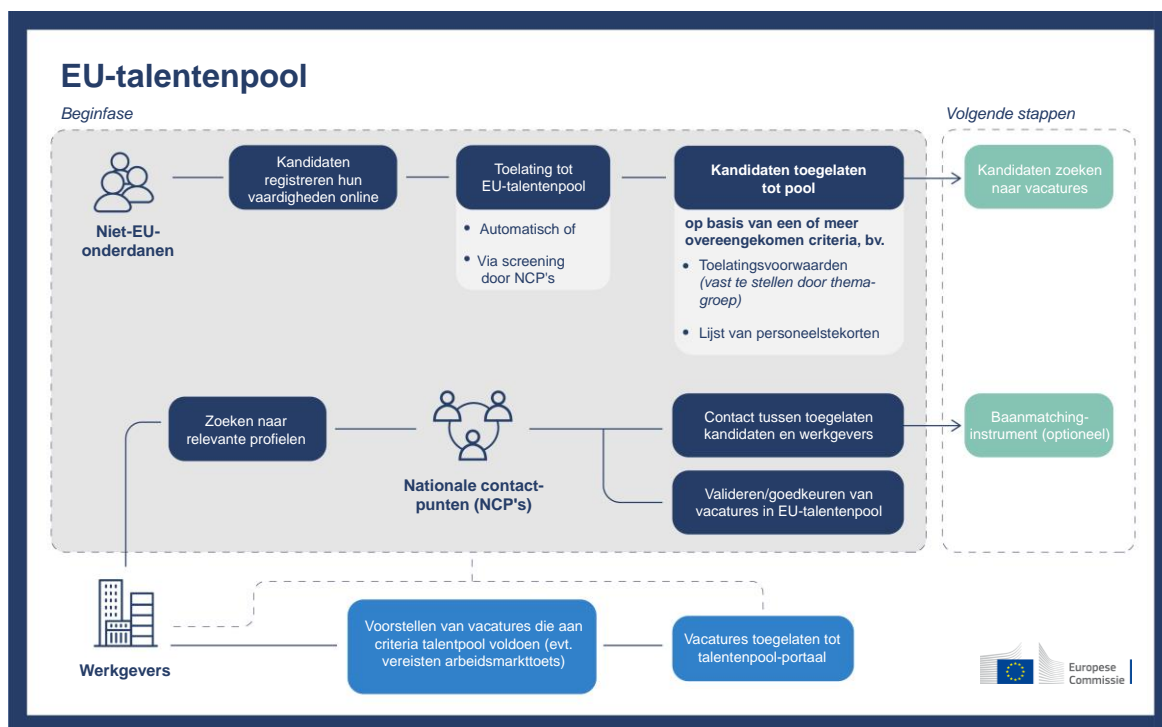 EU-talentenpool
Beginfase
Volgende stappen
Niet-EU-
onderdanen
Kandidaten
registreren hun
vaardigheden online
Toelating tot
EU-talentenpool
• Automatisch of
• Via screening
door NCP's
Kandidaten toegelaten
tot pool
op basis van een of meer
overeengekomen criteria, bv.
• Toelatingsvoorwaarden
(vast te stellen door thema-
groep)
• Lijst van personeelstekorten
Kandidaten zoeken
naar vacatures
Zoeken naar
relevante profielen
Nationale contact-
punten (NCP's)
Contact tussen toegelaten
kandidaten en werkgevers
Valideren/goedkeuren van
vacatures in EU-talentenpool
Baanmatching-
instrument (optioneel)
Werkgevers
Voorstellen van vacatures die aan
criteria talentpool voldoen (evt.
vereisten arbeidsmarkttoets)
Vacatures toegelaten tot
talentenpool-portaal
Europese
Commissie